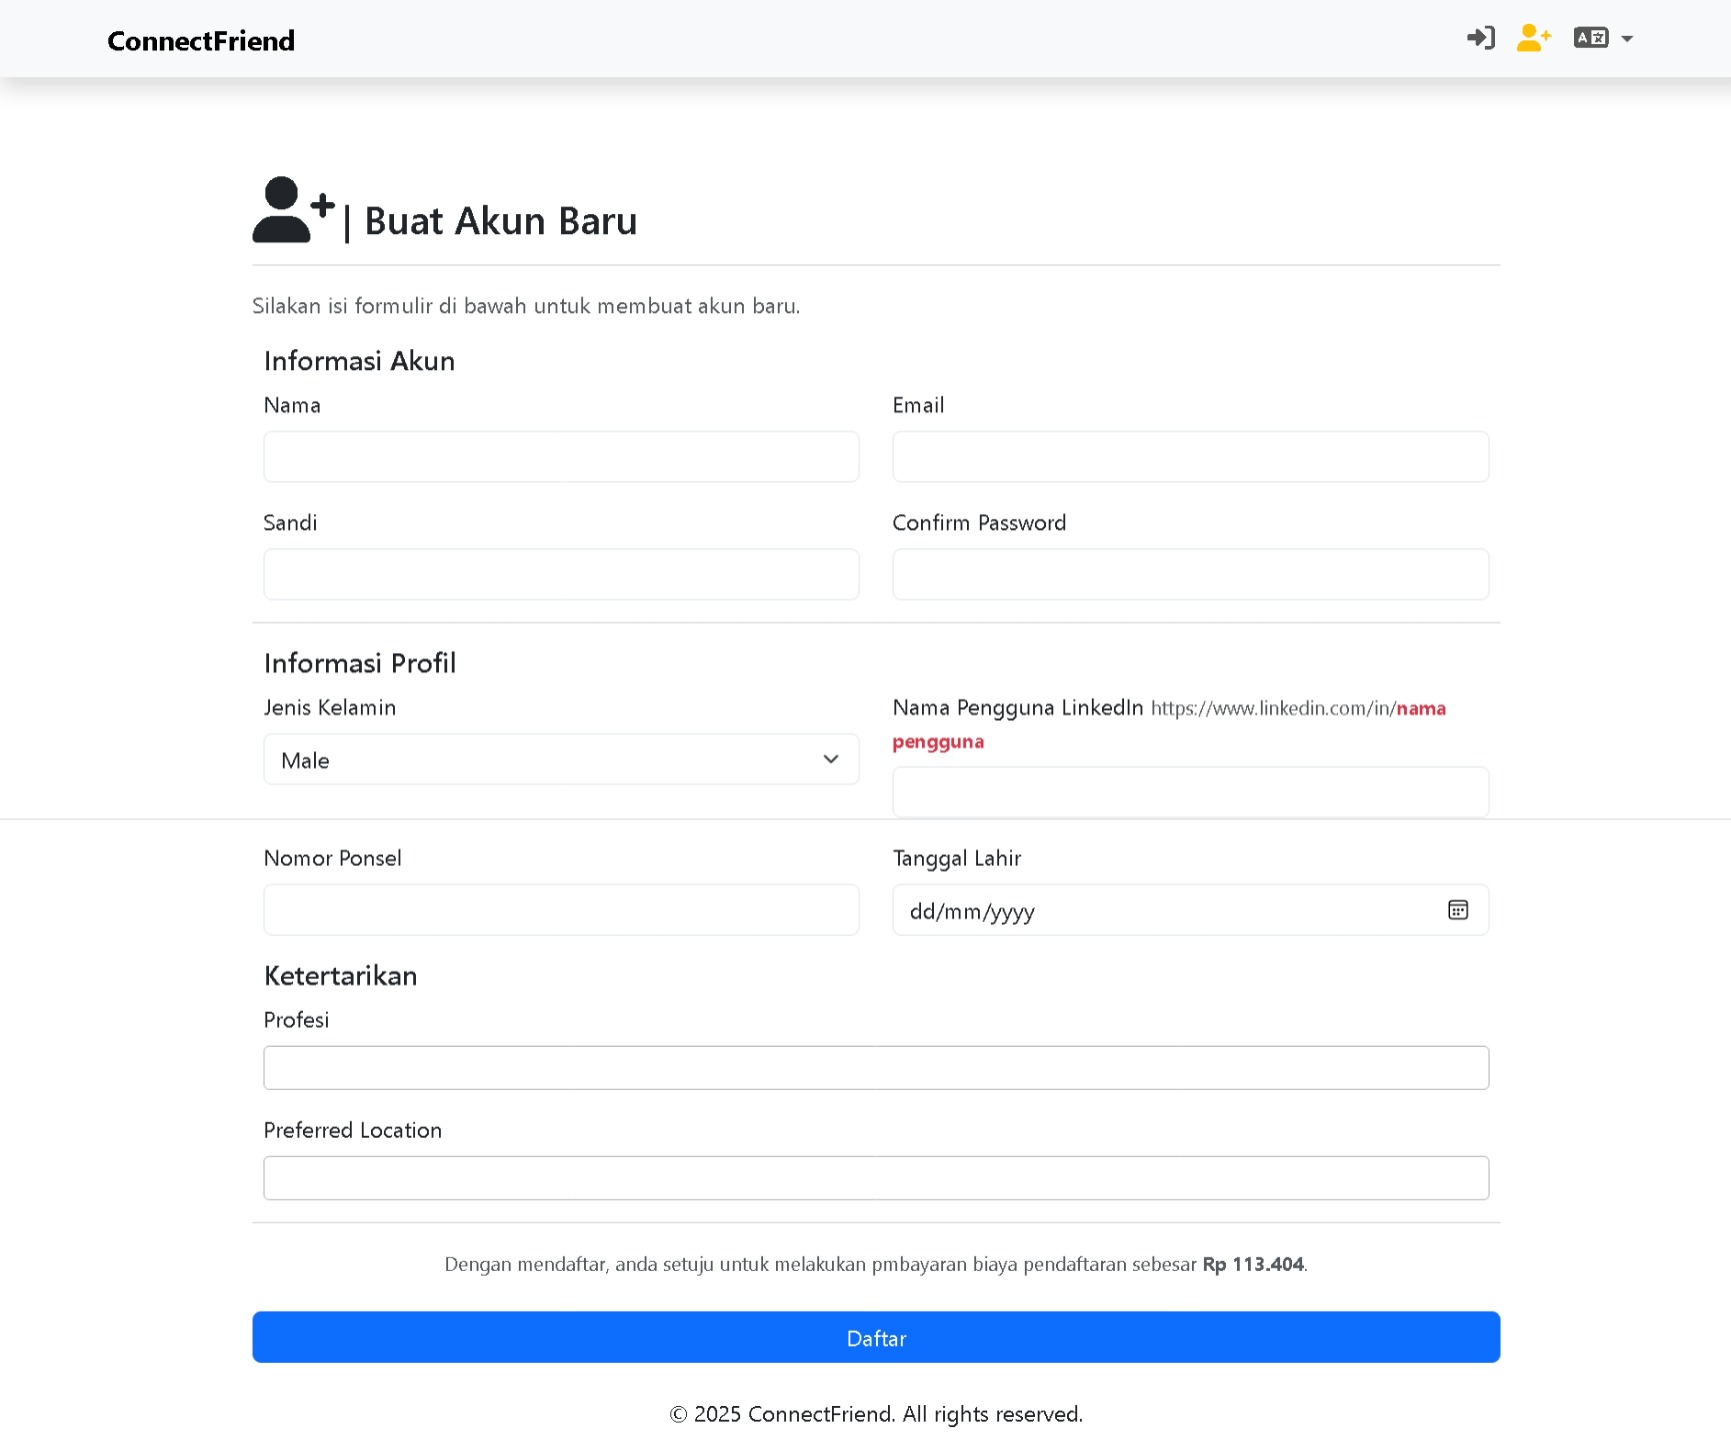 ConnectFriend
| Buat Akun Baru
Silakan isi formulir di bawah untuk membuat akun baru.
Informasi Akun
Nama
Email
Sandi
Confirm Password
Informasi Profil
Jenis Kelamin
Male
Nama Pengguna LinkedIn https://www.linkedin.com/in/nama
pengguna
Nomor Ponsel
Tanggal Lahir
dd/mm/yyyy
Ketertarikan
Profesi
Preferred Location
Dengan mendaftar, anda setuju untuk melakukan pmbayaran biaya pendaftaran sebesar Rp 113.404.
Daftar
© 2025 ConnectFriend. All rights reserved.